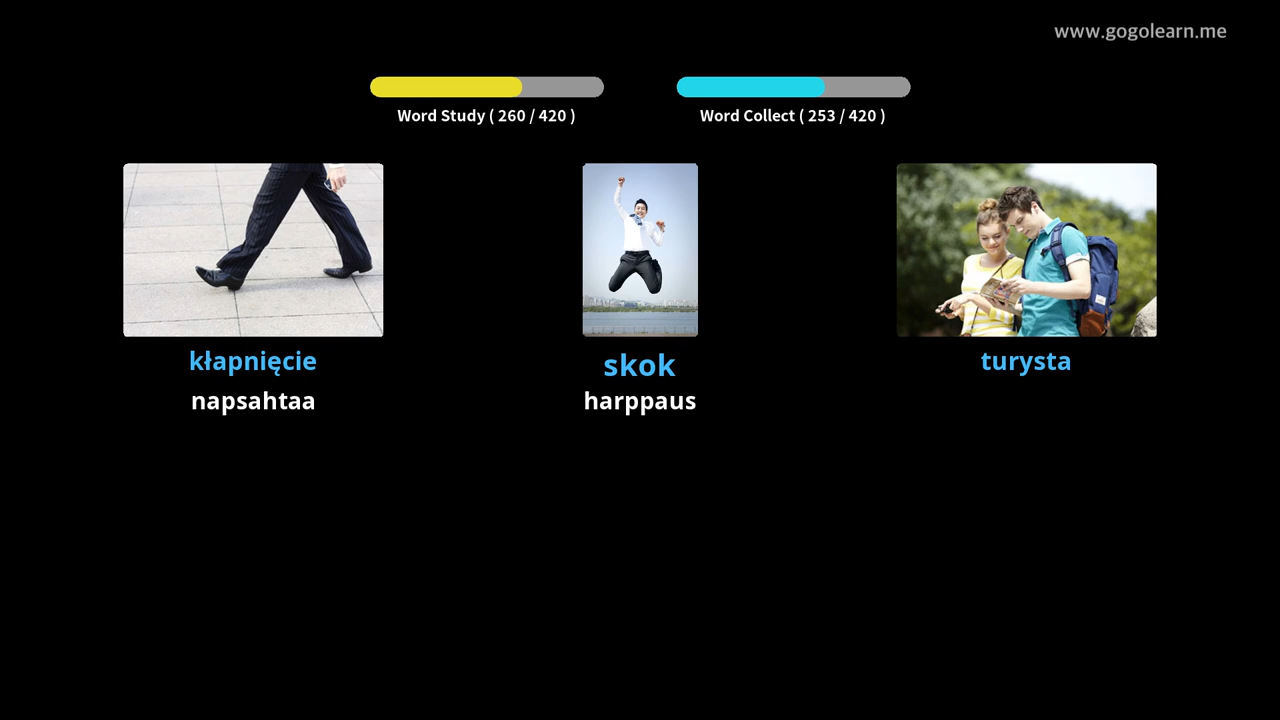 www.gogolearn.me
Word Study ( 260 / 420 )
Word Collect ( 253 / 420 )
kłapnięcie
napsahtaa
skok
harppaus
turysta